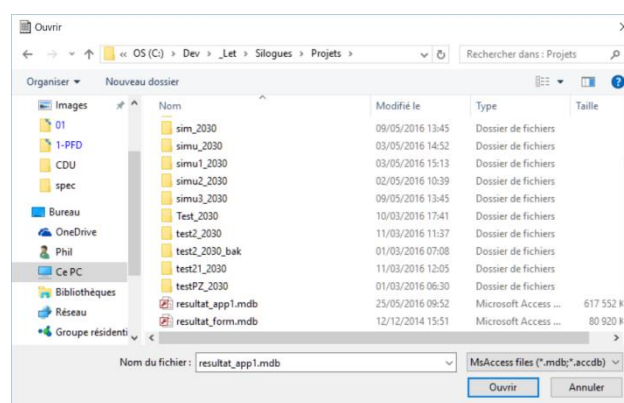 Ouvrir
« OS (C:) › Dev › _Let › Silogues › Projets ›
Rechercher dans : Projets
Organiser
Nouveau dossier
Nom Modifié le Type Taille
Images
01
1-PFD
CDU
spec
Bureau
OneDrive
Phil
Ce PC
Bibliothèques
Réseau
Groupe résidenti
sim_2030 09/05/2016 13:45 Dossier de fichiers
simu_2030 03/05/2016 14:52 Dossier de fichiers
simu1_2030 03/05/2016 15:13 Dossier de fichiers
simu2_2030 02/05/2016 10:39 Dossier de fichiers
simu3_2030 09/05/2016 13:45 Dossier de fichiers
Test_2030 10/03/2016 17:41 Dossier de fichiers
test2_2030 11/03/2016 11:37 Dossier de fichiers
test2_2030_bak 01/03/2016 07:08 Dossier de fichiers
test21_2030 11/03/2016 12:05 Dossier de fichiers
testPZ_2030 01/03/2016 06:30 Dossier de fichiers
resultat_app1.mdb 25/05/2016 09:52 Microsoft Access ... 617 552 K
resultat_form.mdb 12/12/2014 15:51 Microsoft Access ... 80 920 K
Nom du fichier : resultat_app1.mdb
MsAccess files (*.mdb;*.accdb)
Ouvrir
Annuler